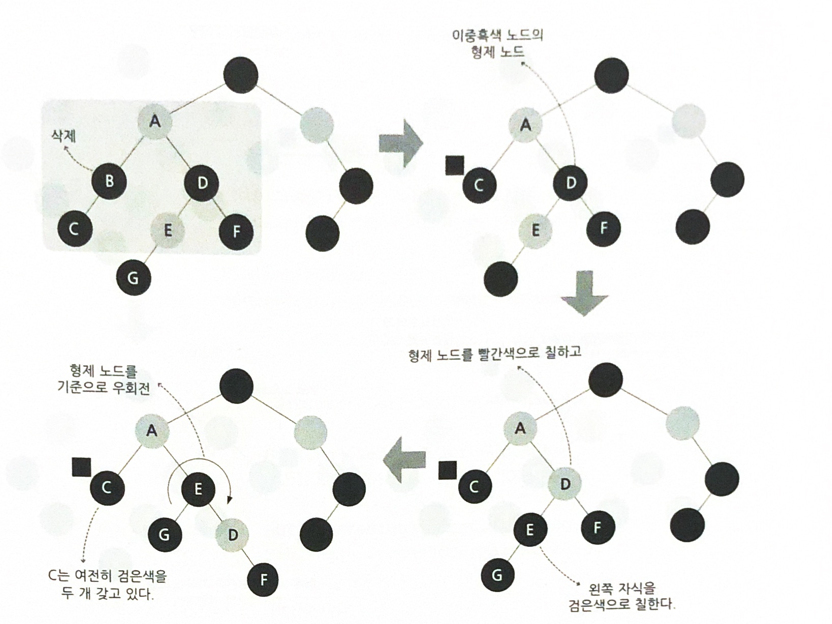 삭제
A
B
D
C
E
F
G
이중흑색 노드의
형제 노드
A
C
D
E
F
형제 노드를
기준으로 우회전
A
C
E
G
D
F
C는 여전히 검은색을
두 개 갖고 있다.
형제 노드를 빨간색으로 칠하고
A
C
D
E
F
G
왼쪽 자식을
검은색으로 칠한다.